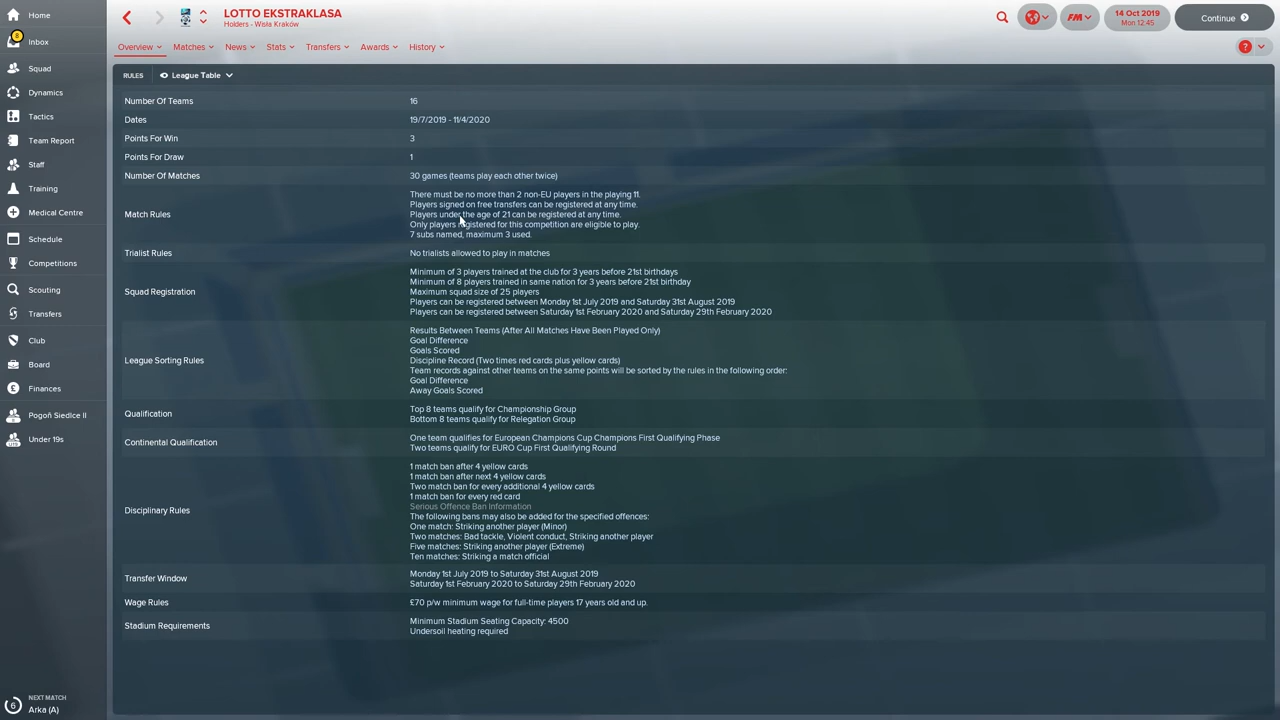 Home
LOTTO EKSTRAKLASA
Holders - Wisła Kraków
FM
14 Oct 2019
Mon 12:45
Continue
8
Inbox
Overview
Matches
News
Stats
Transfers
Awards
History
?
Squad
Dynamics
Tactics
Team Report
Staff
Training
Medical Centre
Schedule
Competitions
Scouting
Transfers
Club
Board
Finances
Pogoń Siedlce II
Under 19s
6
NEXT MATCH
Arka (A)
RULES
League Table
Number Of Teams
16
Dates
19/7/2019 - 11/4/2020
Points For Win
3
Points For Draw
1
Number Of Matches
30 games (teams play each other twice)
Match Rules
There must be no more than 2 non-EU players in the playing 11.
Players signed on free transfers can be registered at any time.
Players under the age of 21 can be registered at any time.
Only players registered for this competition are eligible to play.
7 subs named, maximum 3 used.
Trialist Rules
No trialists allowed to play in matches
Squad Registration
Minimum of 3 players trained at the club for 3 years before 21st birthdays
Minimum of 8 players trained in same nation for 3 years before 21st birthday
Maximum squad size of 25 players
Players can be registered between Monday 1st July 2019 and Saturday 31st August 2019
Players can be registered between Saturday 1st February 2020 and Saturday 29th February 2020
League Sorting Rules
Results Between Teams (After All Matches Have Been Played Only)
Goal Difference
Goals Scored
Discipline Record (Two times red cards plus yellow cards)
Team records against other teams on the same points will be sorted by the rules in the following order:
Goal Difference
Away Goals Scored
Qualification
Top 8 teams qualify for Championship Group
Bottom 8 teams qualify for Relegation Group
Continental Qualification
One team qualifies for European Champions Cup Champions First Qualifying Phase
Two teams qualify for EURO Cup First Qualifying Round
Disciplinary Rules
1 match ban after 4 yellow cards
1 match ban after next 4 yellow cards
Two match ban for every additional 4 yellow cards
1 match ban for every red card
Serious Offence Ban Information
The following bans may also be added for the specified offences:
One match: Striking another player (Minor)
Two matches: Bad tackle, Violent conduct, Striking another player
Five matches: Striking another player (Extreme)
Ten matches: Striking a match official
Transfer Window
Monday 1st July 2019 to Saturday 31st August 2019
Saturday 1st February 2020 to Saturday 29th February 2020
Wage Rules
£70 p/w minimum wage for full-time players 17 years old and up.
Stadium Requirements
Minimum Stadium Seating Capacity: 4500
Undersoil heating required